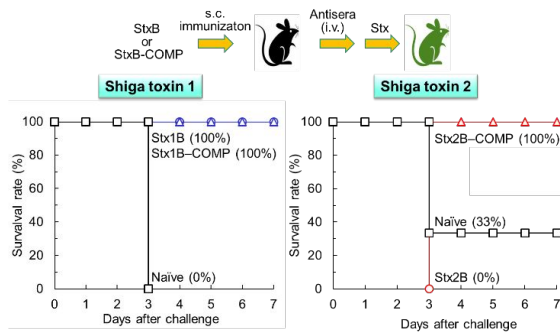 s.c.
immunizaton
StxB
or
StxB-COMP
Antisera
(i.v.)
Stx
Shiga toxin 1
Survalval rate (%)
100
80
60
40
20
0
Stx1B (100%)
Stx1B–COMP (100%)
Naïve (0%)
0 1 2 3 4 5 6 7
Days after challenge
Shiga toxin 2
Survalval rate (%)
100
80
60
40
20
0
Stx2B–COMP (100%)
Naïve (33%)
Stx2B (0%)
0 1 2 3 4 5 6 7
Days after challenge